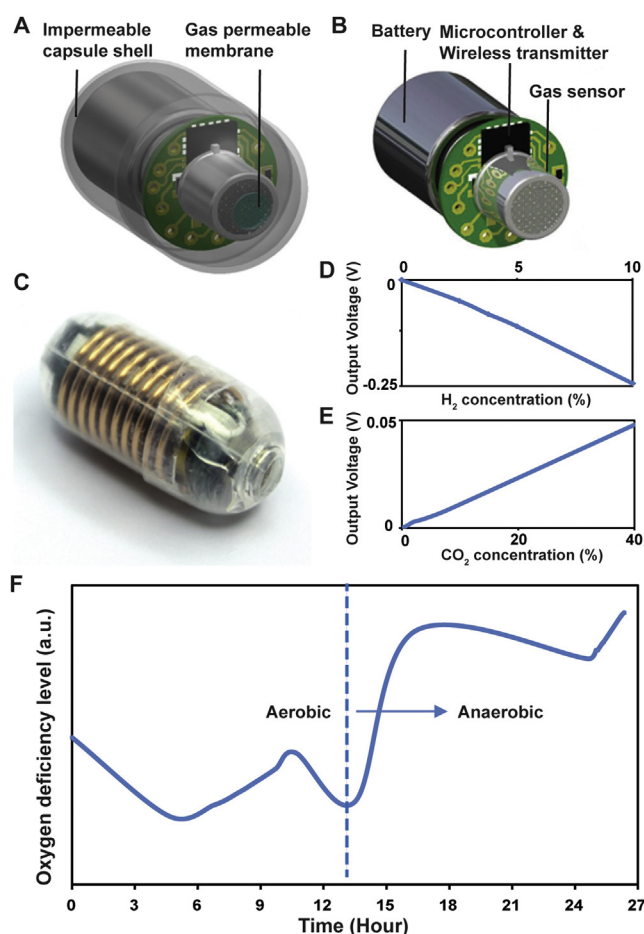 A
Impermeable
capsule shell
Gas permeable
membrane
B
Battery
Microcontroller &
Wireless transmitter
Gas sensor
C
D
0
5
10
Output Voltage (V)
0
-0.25
H₂ concentration (%)
E
Output Voltage (V)
0.05
0
0
20
40
CO₂ concentration (%)
F
Oxygen deficiency level (a.u.)
Aerobic
Anaerobic
0
3
6
9
12
15
18
21
24
27
Time (Hour)